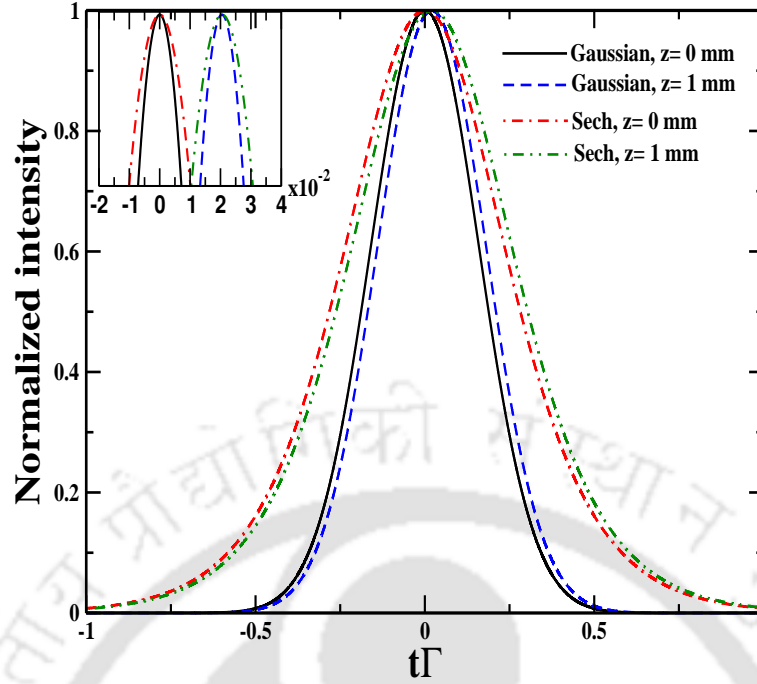 Gaussian, z= 0 mm
Gaussian, z= 1 mm
Sech, z= 0 mm
Sech, z= 1 mm
-2 -1 0 1 2 3 4
x10-2
1
0.8
0.6
0.4
0.2
0
Normalized intensity
-1 -0.5 0 0.5
tΓ